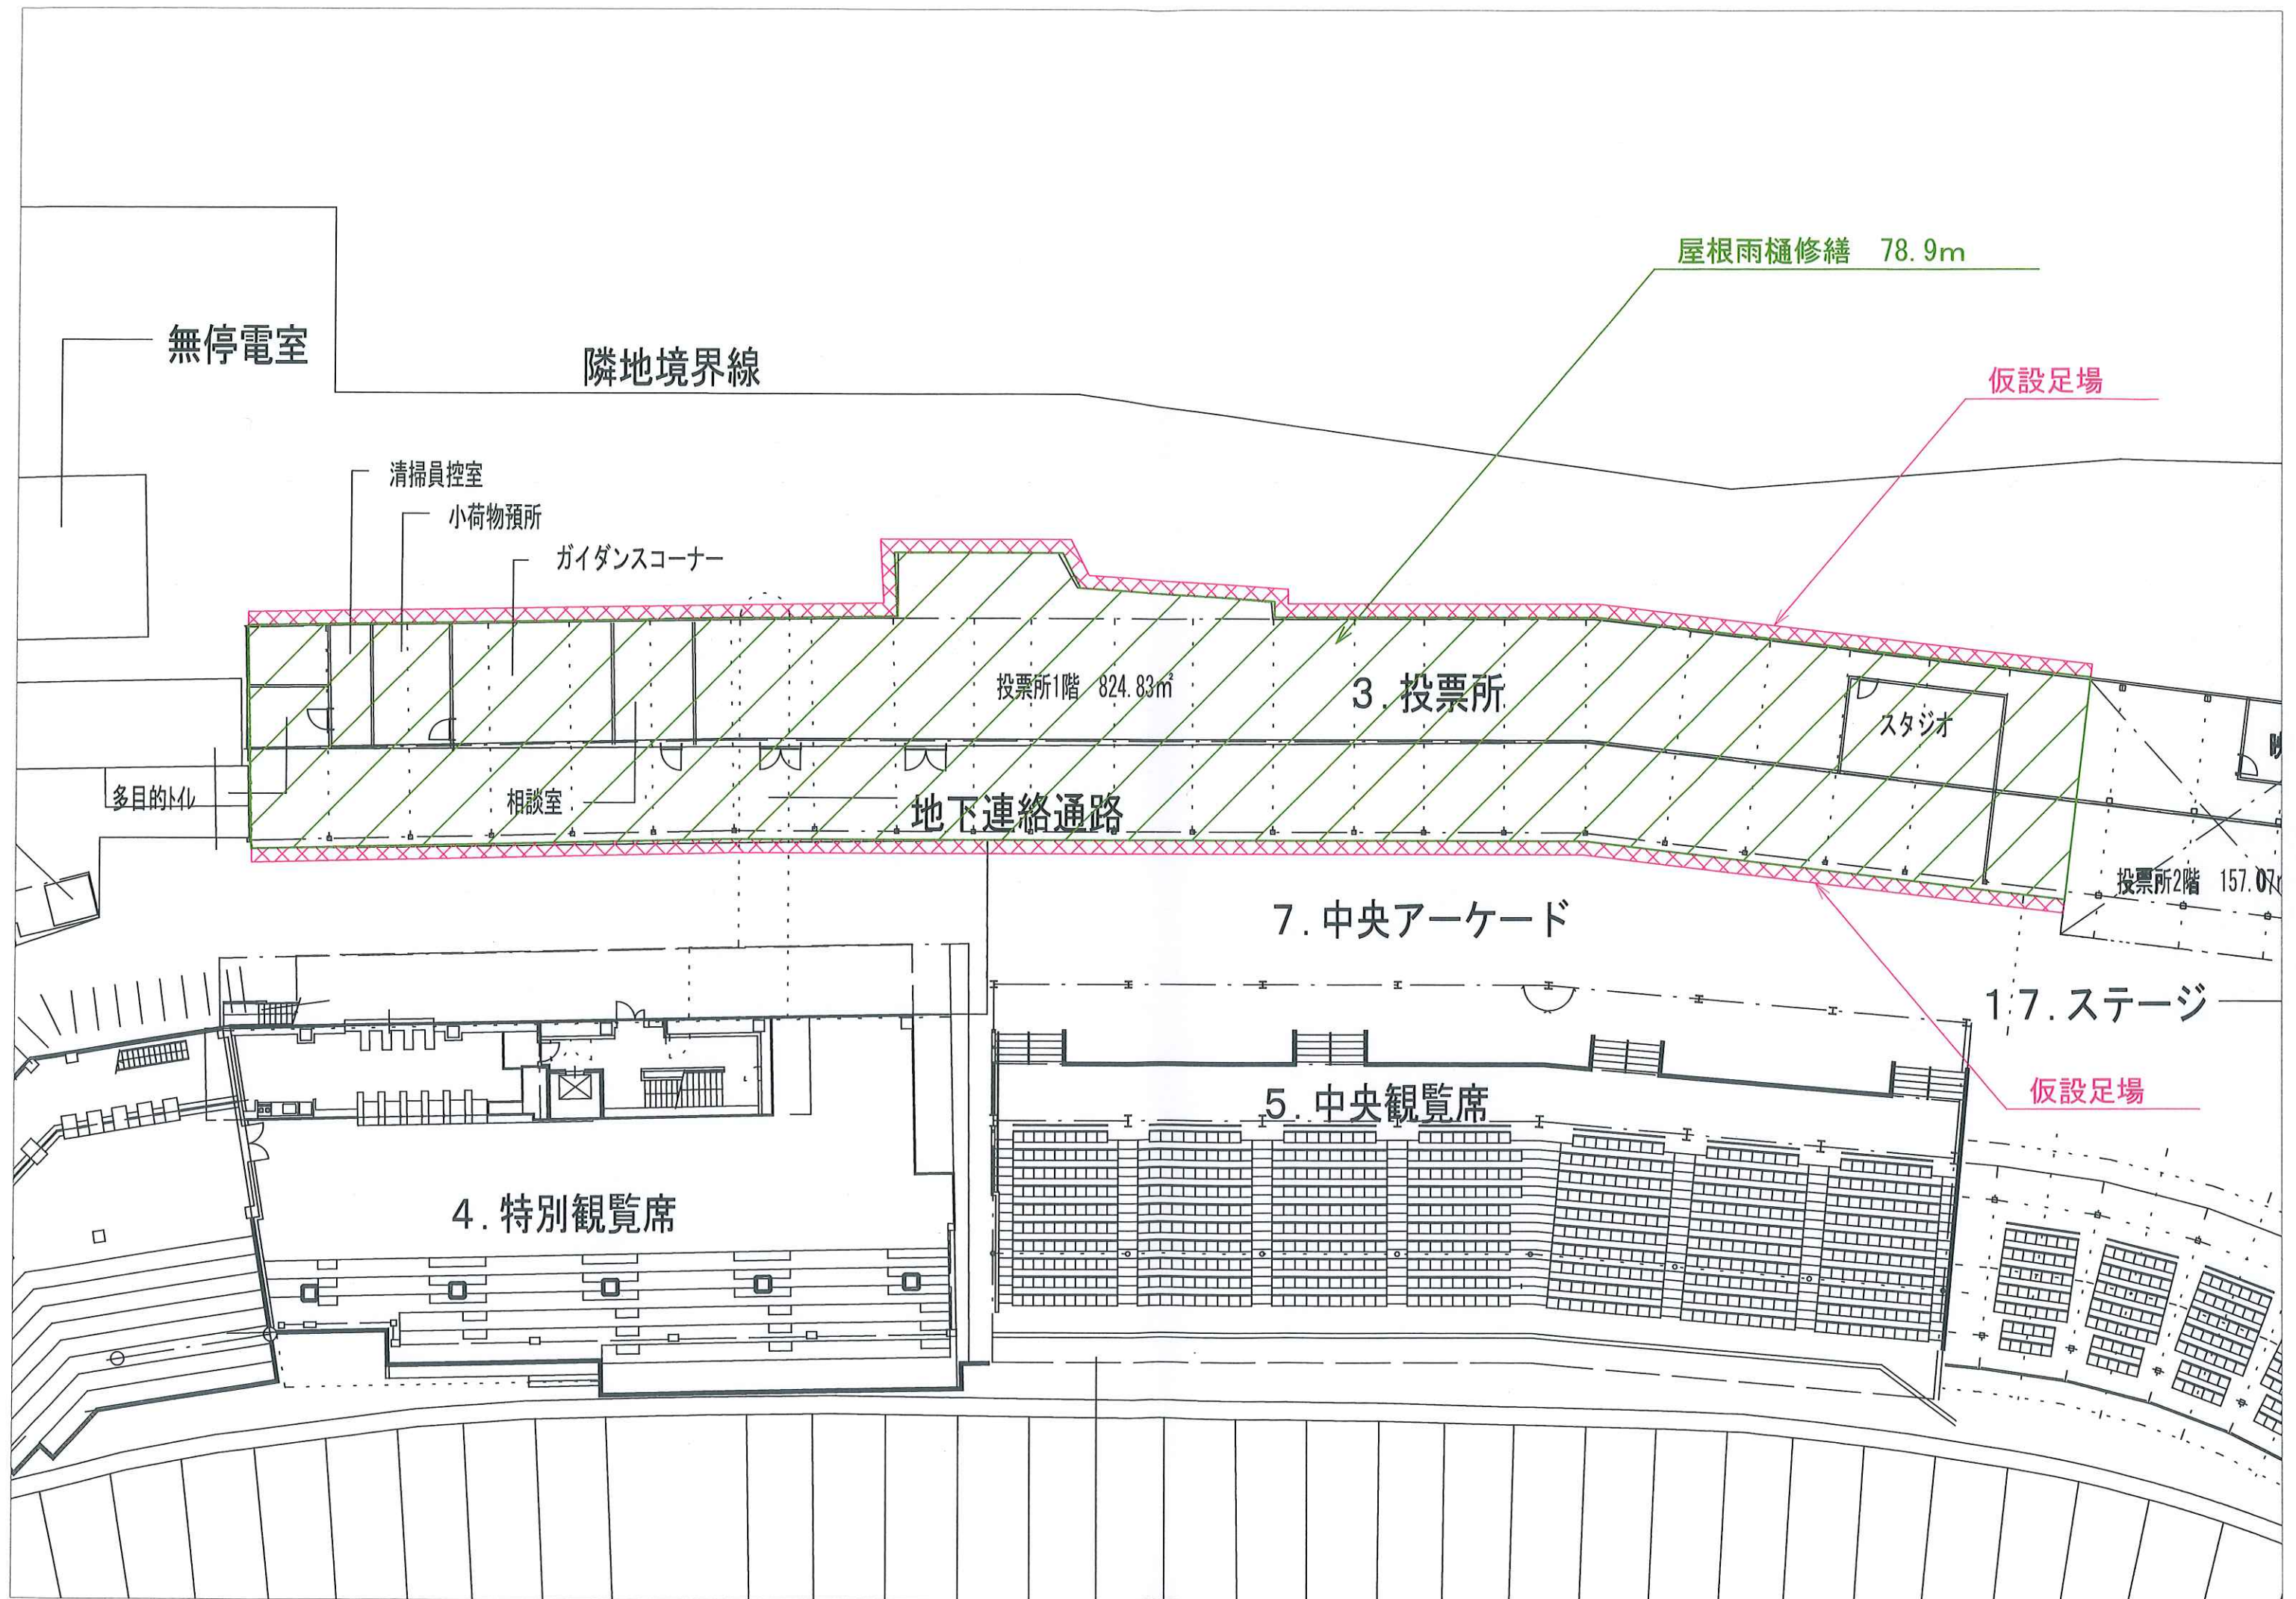 屋根雨樋修繕　78.9m
無停電室
隣地境界線
仮設足場
清掃員控室
小荷物預所
ガイダンスコーナー
投票所1階　824.83㎡
3.投票所
スタジオ
多目的トイレ
相談室
地下連絡通路
投票所2階　157.07
7.中央アーケード
17.ステージ
仮設足場
5.中央観覧席
4.特別観覧席